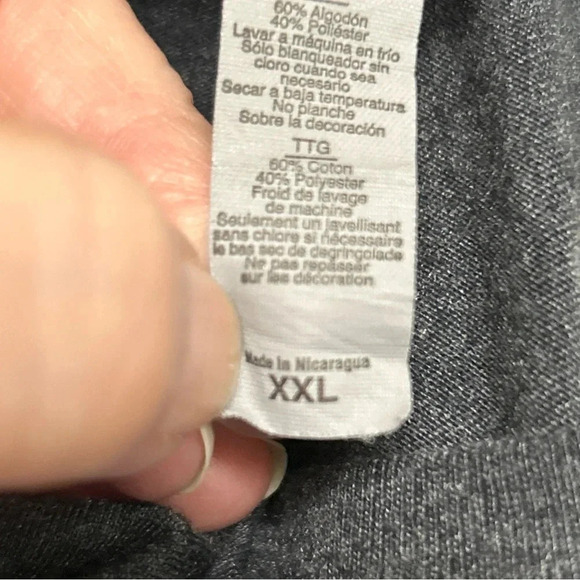 60% Algodón
40% Poliéster
Lavar a máquina en frío
Sólo blanqueador sin
cloro cuando sea
necesario
Secar a baja temperatura
No planche
Sobre la decoración
TTG
60% Coton
40% Polyester
Froid de lavage
de machine
Seulement un javellisant
sans chlore si nécessaire
le bas sec de degringolade
Ne pas repasser
sur les décoration
Made in Nicaragua
XXL